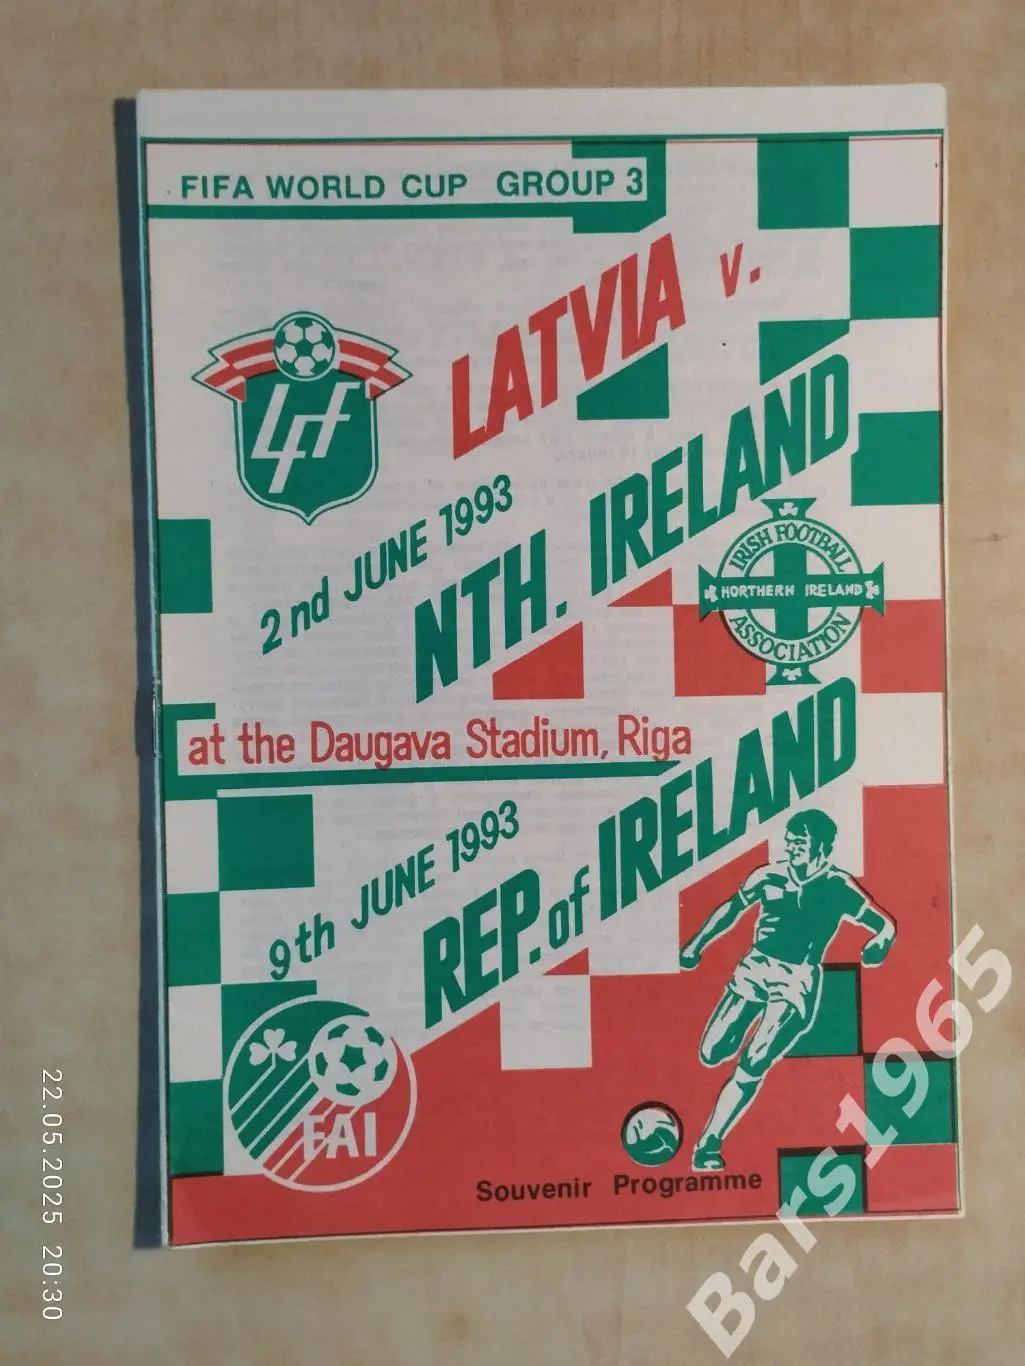 FIFA WORLD CUP GROUP 3
LATVIA v.
Lff
2nd JUNE 1993
NTH. IRELAND
IRISH FOOTBALL
NORTHERN IRELAND
ASSOCIATION
at the Daugava Stadium, Riga
9th JUNE 1993
REP. of IRELAND
FAI
Souvenir Programme
22.05.2025 20:30
Bars1965